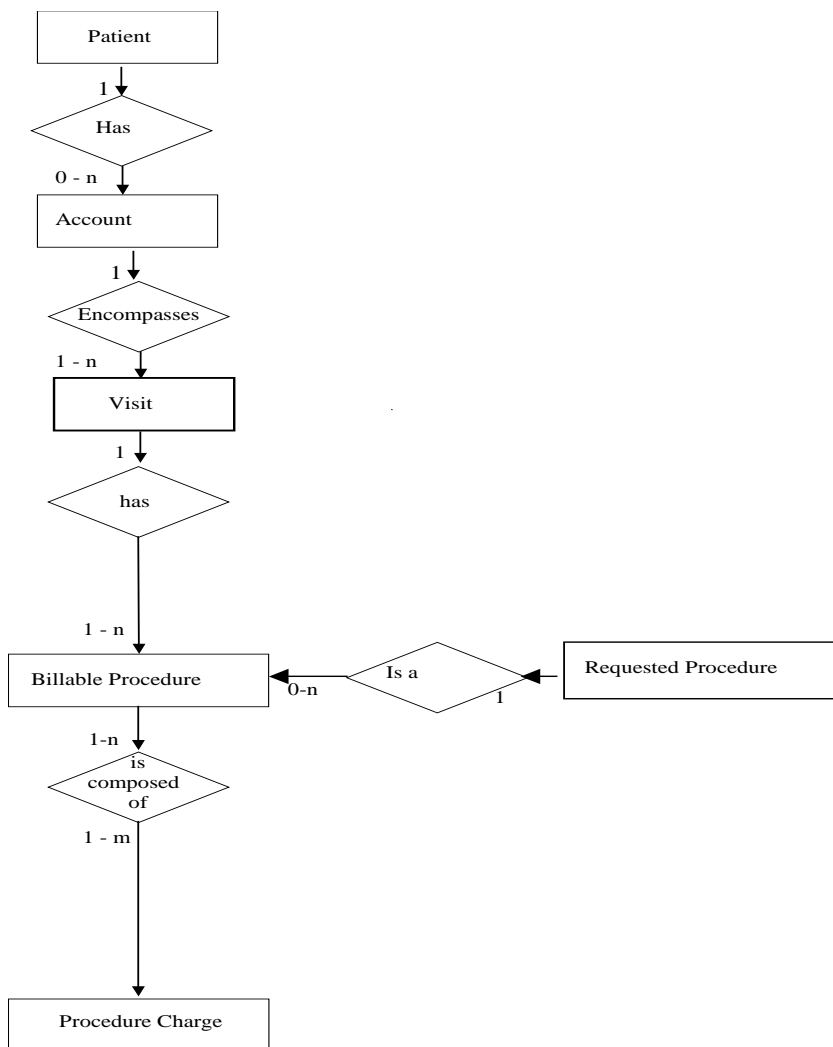 Patient
1
Has
0 - n
Account
1
Encompasses
1 - n
Visit
1
has
1 - n
Billable Procedure
0-n
Is a
1
Requested Procedure
1-n
is
composed
of
1 - m
Procedure Charge